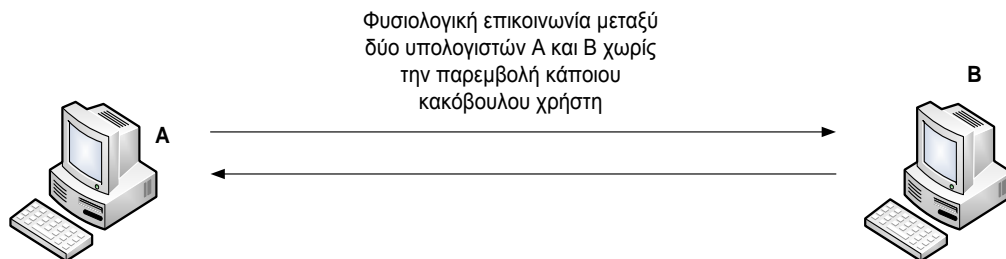 Φυσιολογική επικοινωνία μεταξύ
δύο υπολογιστών Α και Β χωρίς
την παρεμβολή κάποιου
κακόβουλου χρήστη
Α
Β